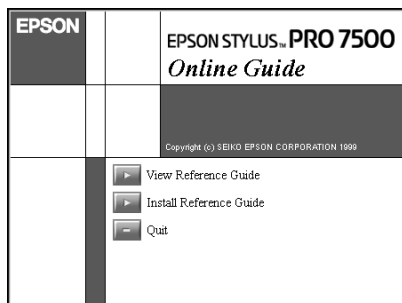 EPSON
EPSON STYLUS™ PRO 7500
Online Guide
Copyright (c) SEIKO EPSON CORPORATION 1999
View Reference Guide
Install Reference Guide
Quit